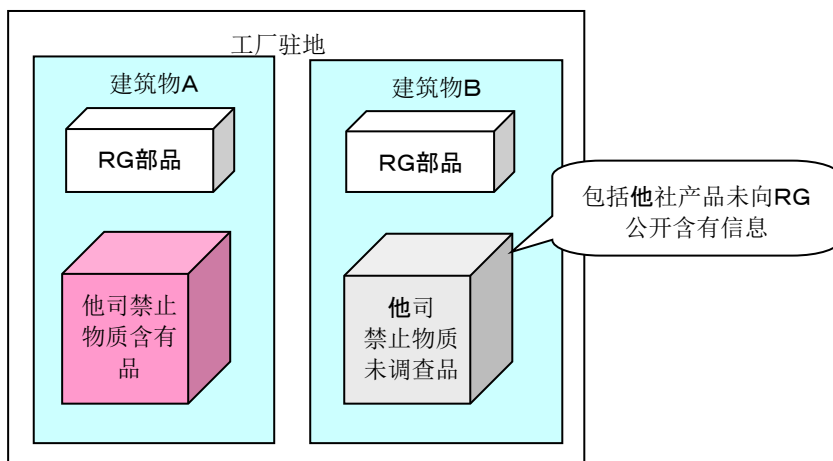 工厂驻地
建筑物A
建筑物B
RG部品
RG部品
包括他社产品未向RG
公开含有信息
他司禁止
物质含有
品
他司
禁止物质
未调查品